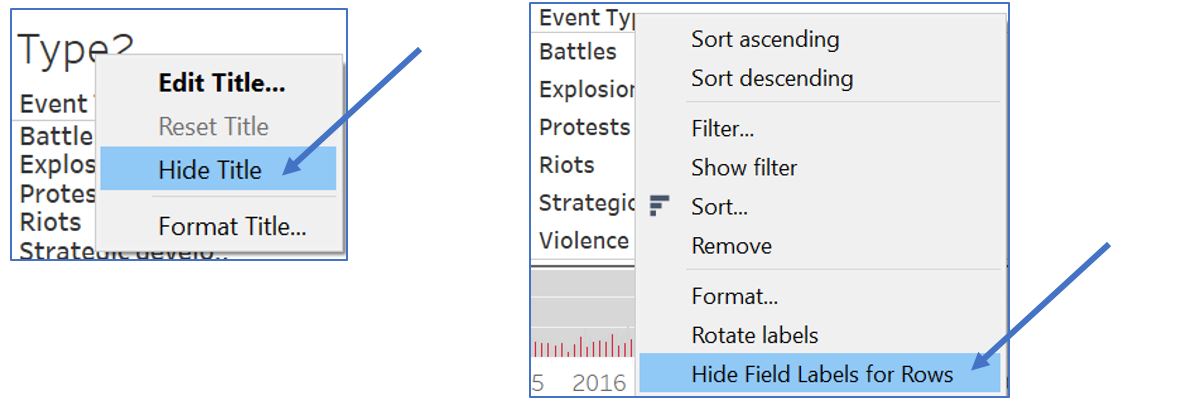 Type2
Edit Title...
Event
Reset Title
Battle
Hide Title
Explos
Protes
Riots
Format Title...
Strategic develo..
Event Typ
Sort ascending
Battles
Sort descending
Explosion
Protests
Filter...
Riots
Show filter
Strategic
Sort...
Violence
Remove
Format...
Rotate labels
5 2016
Hide Field Labels for Rows